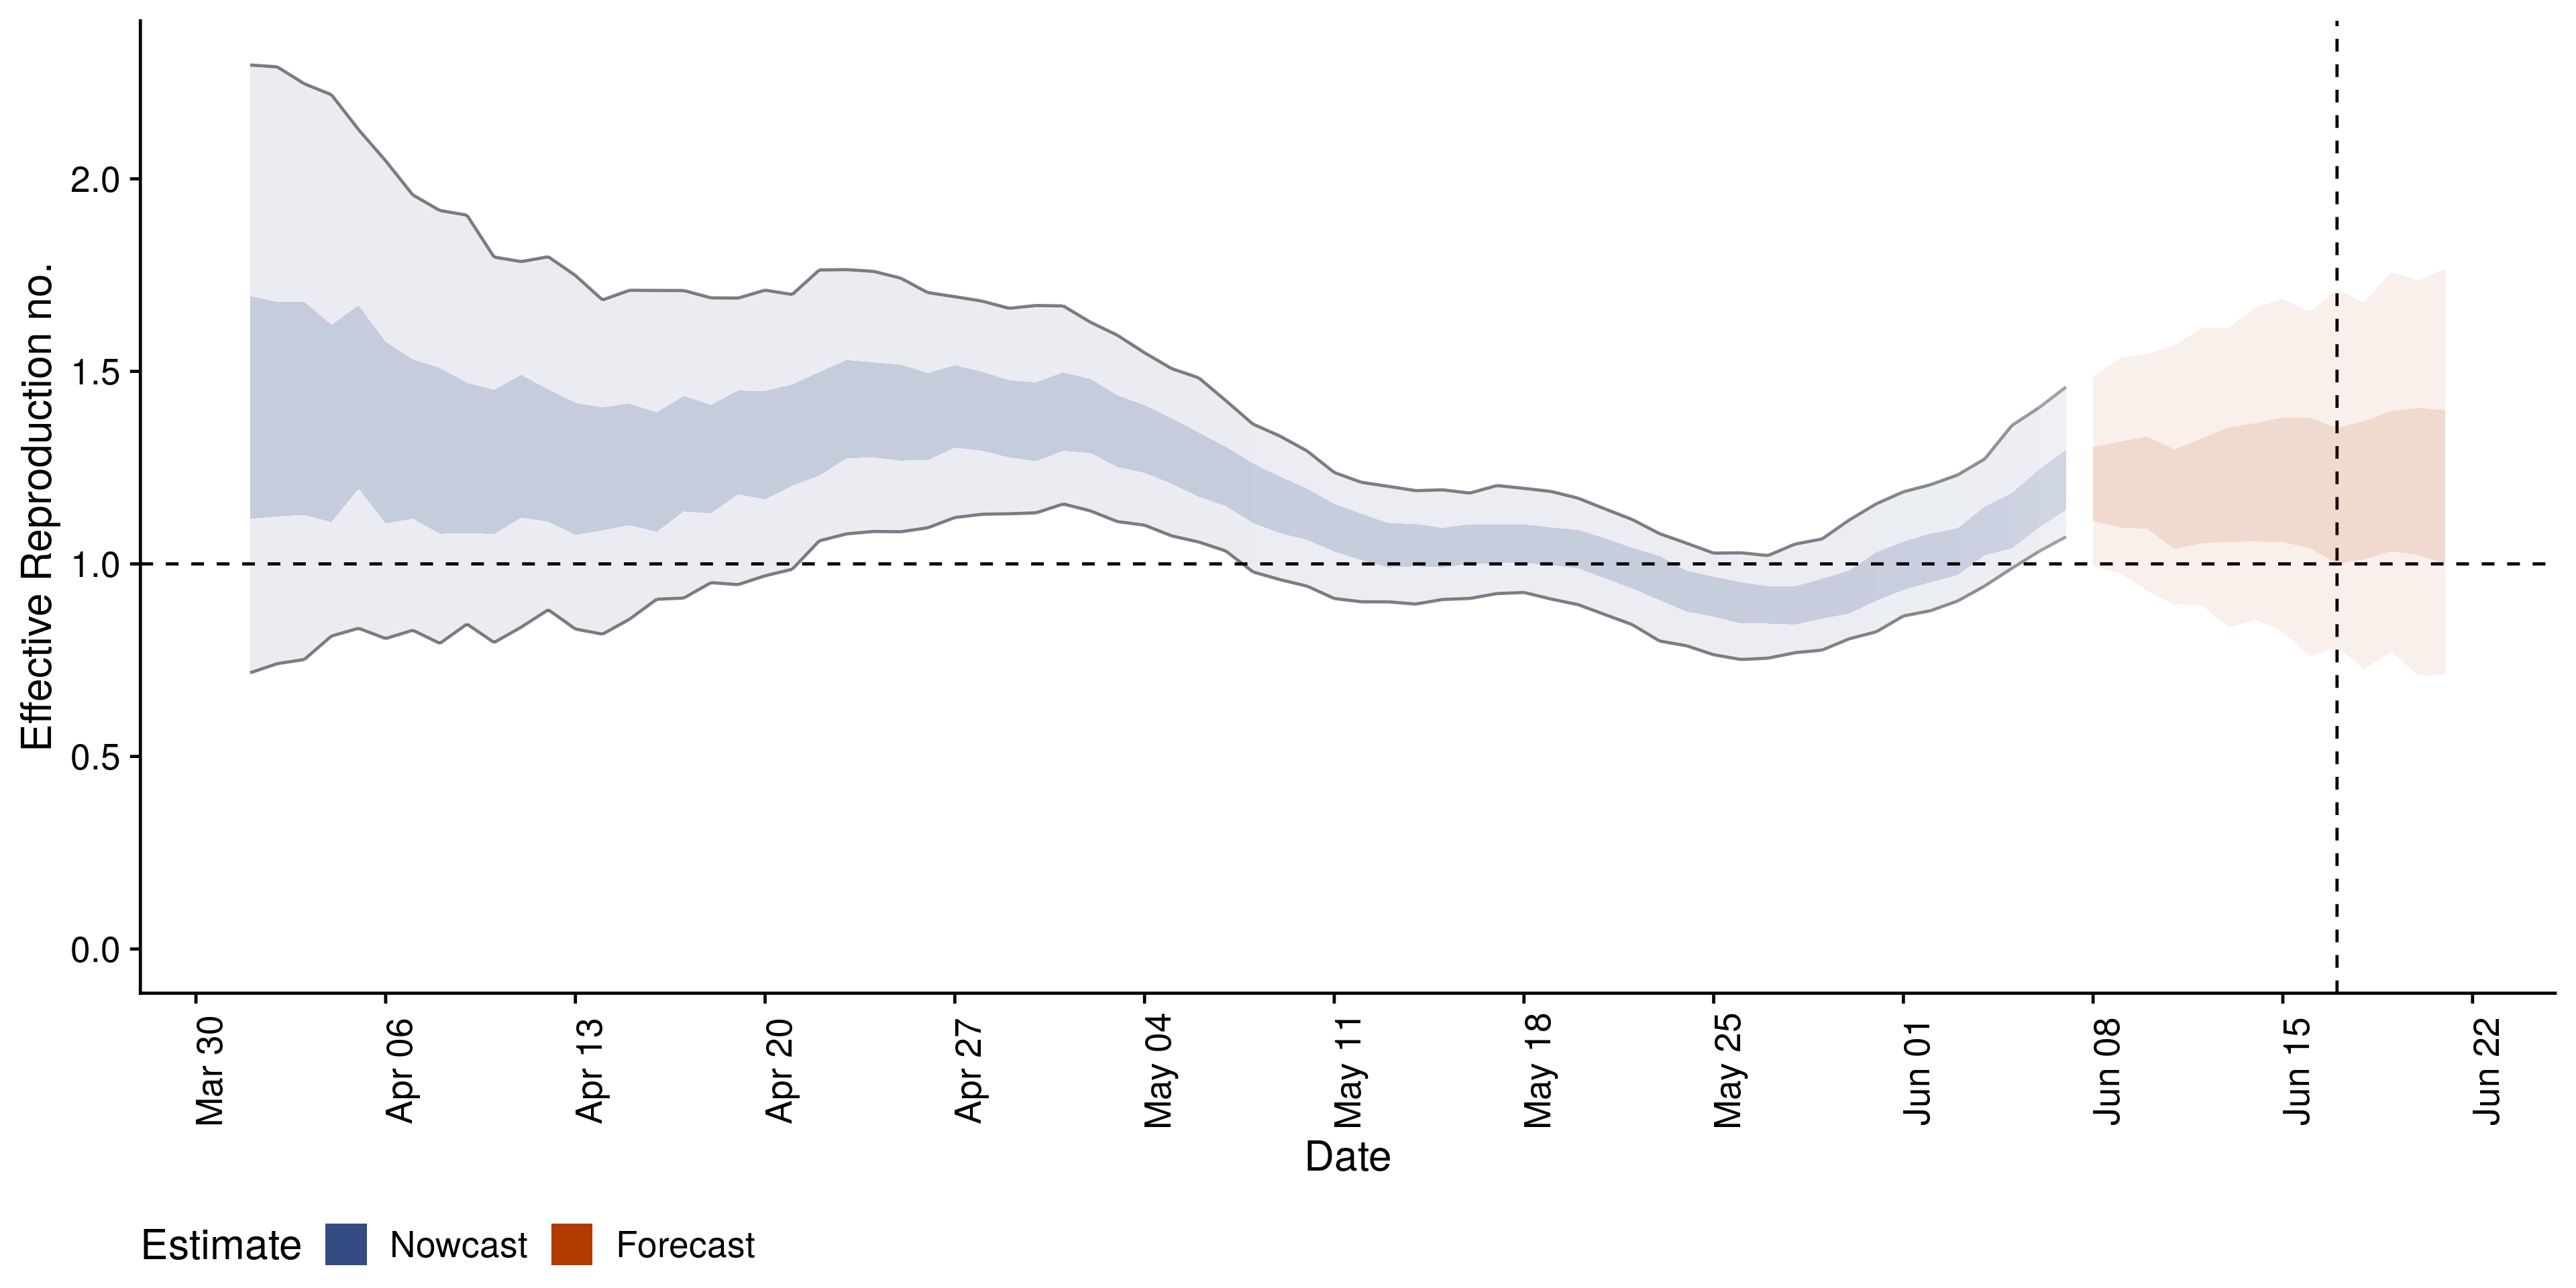 Effective Reproduction no.
2.0
1.5
1.0
0.5
0.0
Mar 30
Apr 06
Apr 13
Apr 20
Apr 27
May 04
May 11
May 18
May 25
Jun 01
Jun 08
Jun 15
Jun 22
Date
Estimate Nowcast Forecast